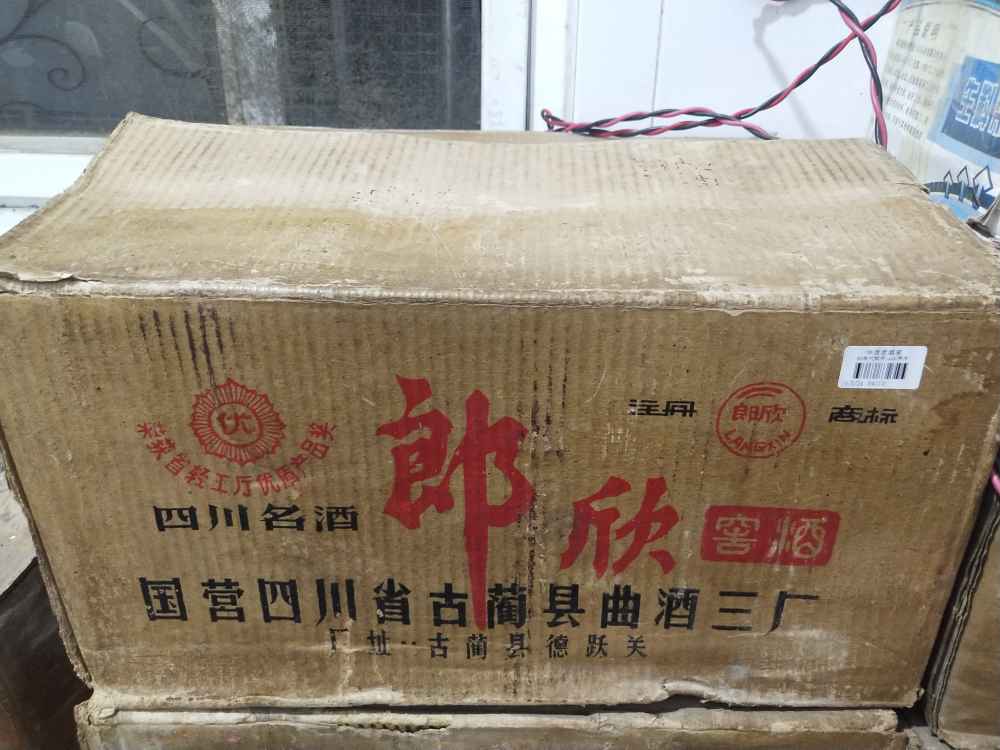 优
荣获省轻工厅优质产品奖
四川名酒
郎欣
窖酒
注册
郎欣
LANGXIN
商标
国营四川省古蔺县曲酒三厂
厂址:古蔺县德跃关